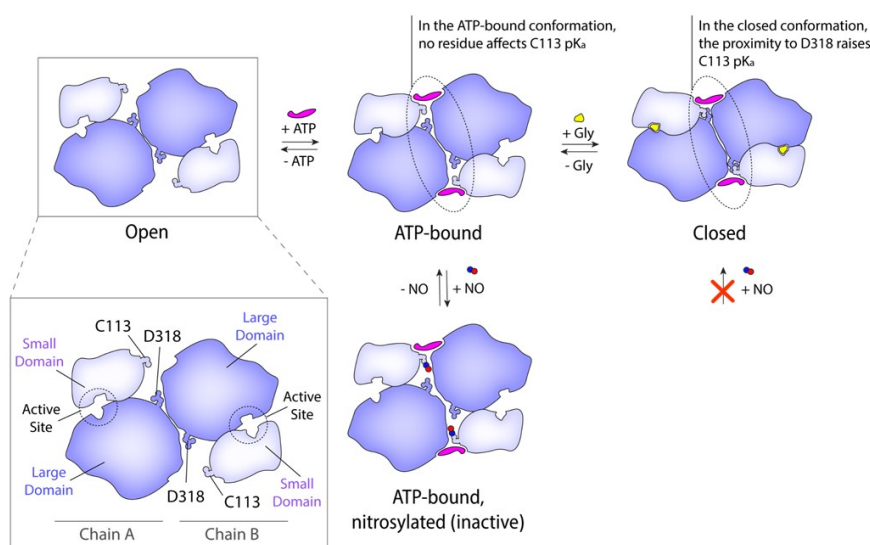 In the ATP-bound conformation,
no residue affects C113 pKa
In the closed conformation,
the proximity to D318 raises
C113 pKa
+ ATP
- ATP
+ Gly
- Gly
Open
ATP-bound
Closed
- NO
+ NO
+ NO
C113
D318
Large
Domain
Small
Domain
Active
Site
Active
Site
Large
Domain
D318
C113
Small
Domain
Chain A
Chain B
ATP-bound,
nitrosylated (inactive)